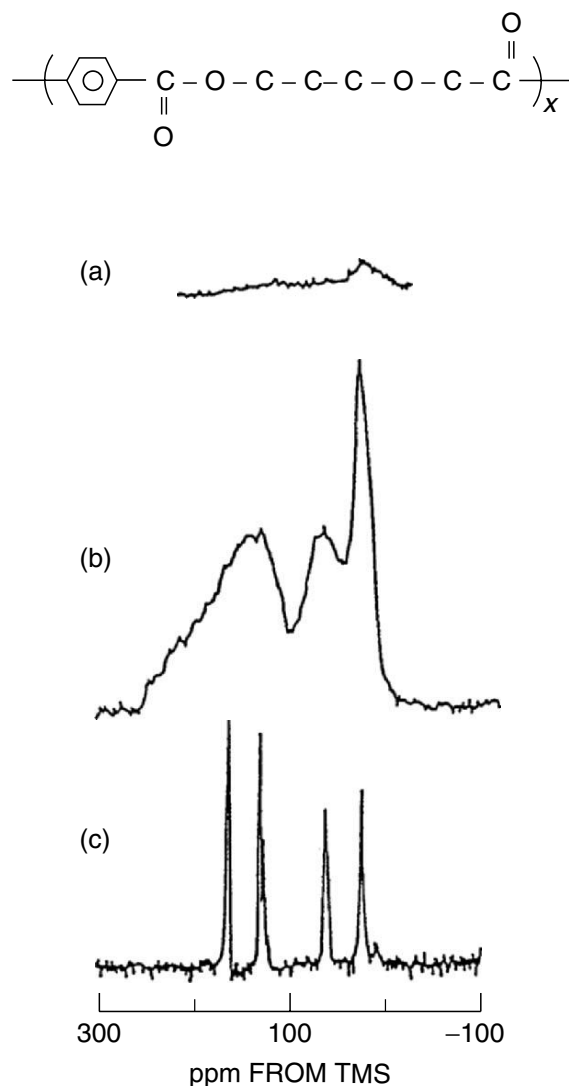 O
C – O – C – C – C – O – C – C
O
x
(a)
(b)
(c)
300 100 –100
ppm FROM TMS